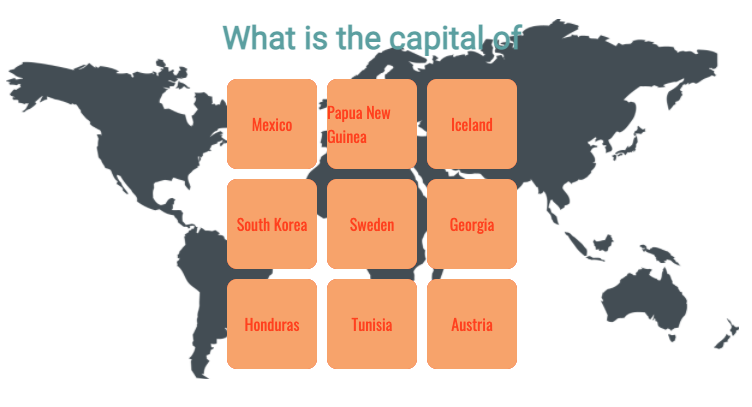 What is the capital of
Mexico
Papua New
Guinea
Iceland
South Korea
Sweden
Georgia
Honduras
Tunisia
Austria